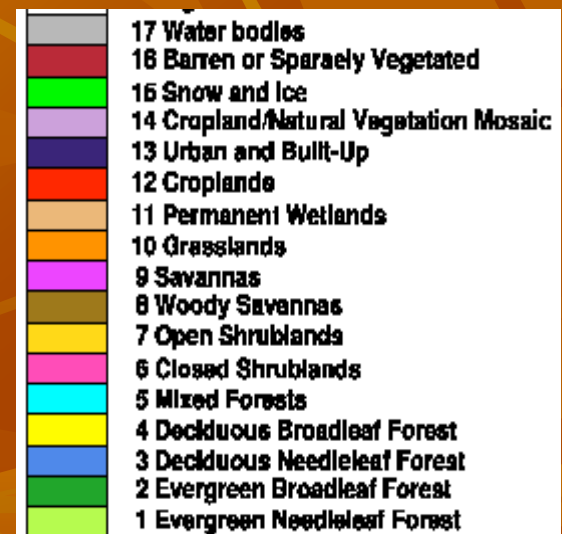 17 Water bodies
16 Barren or Sparsely Vegetated
15 Snow and Ice
14 Cropland/Natural Vegetation Mosaic
13 Urban and Built-Up
12 Croplands
11 Permanent Wetlands
10 Grasslands
9 Savannas
8 Woody Savannas
7 Open Shrublands
6 Closed Shrublands
5 Mixed Forests
4 Deciduous Broadleaf Forest
3 Deciduous Needleleaf Forest
2 Evergreen Broadleaf Forest
1 Evergreen Needleleaf Forest